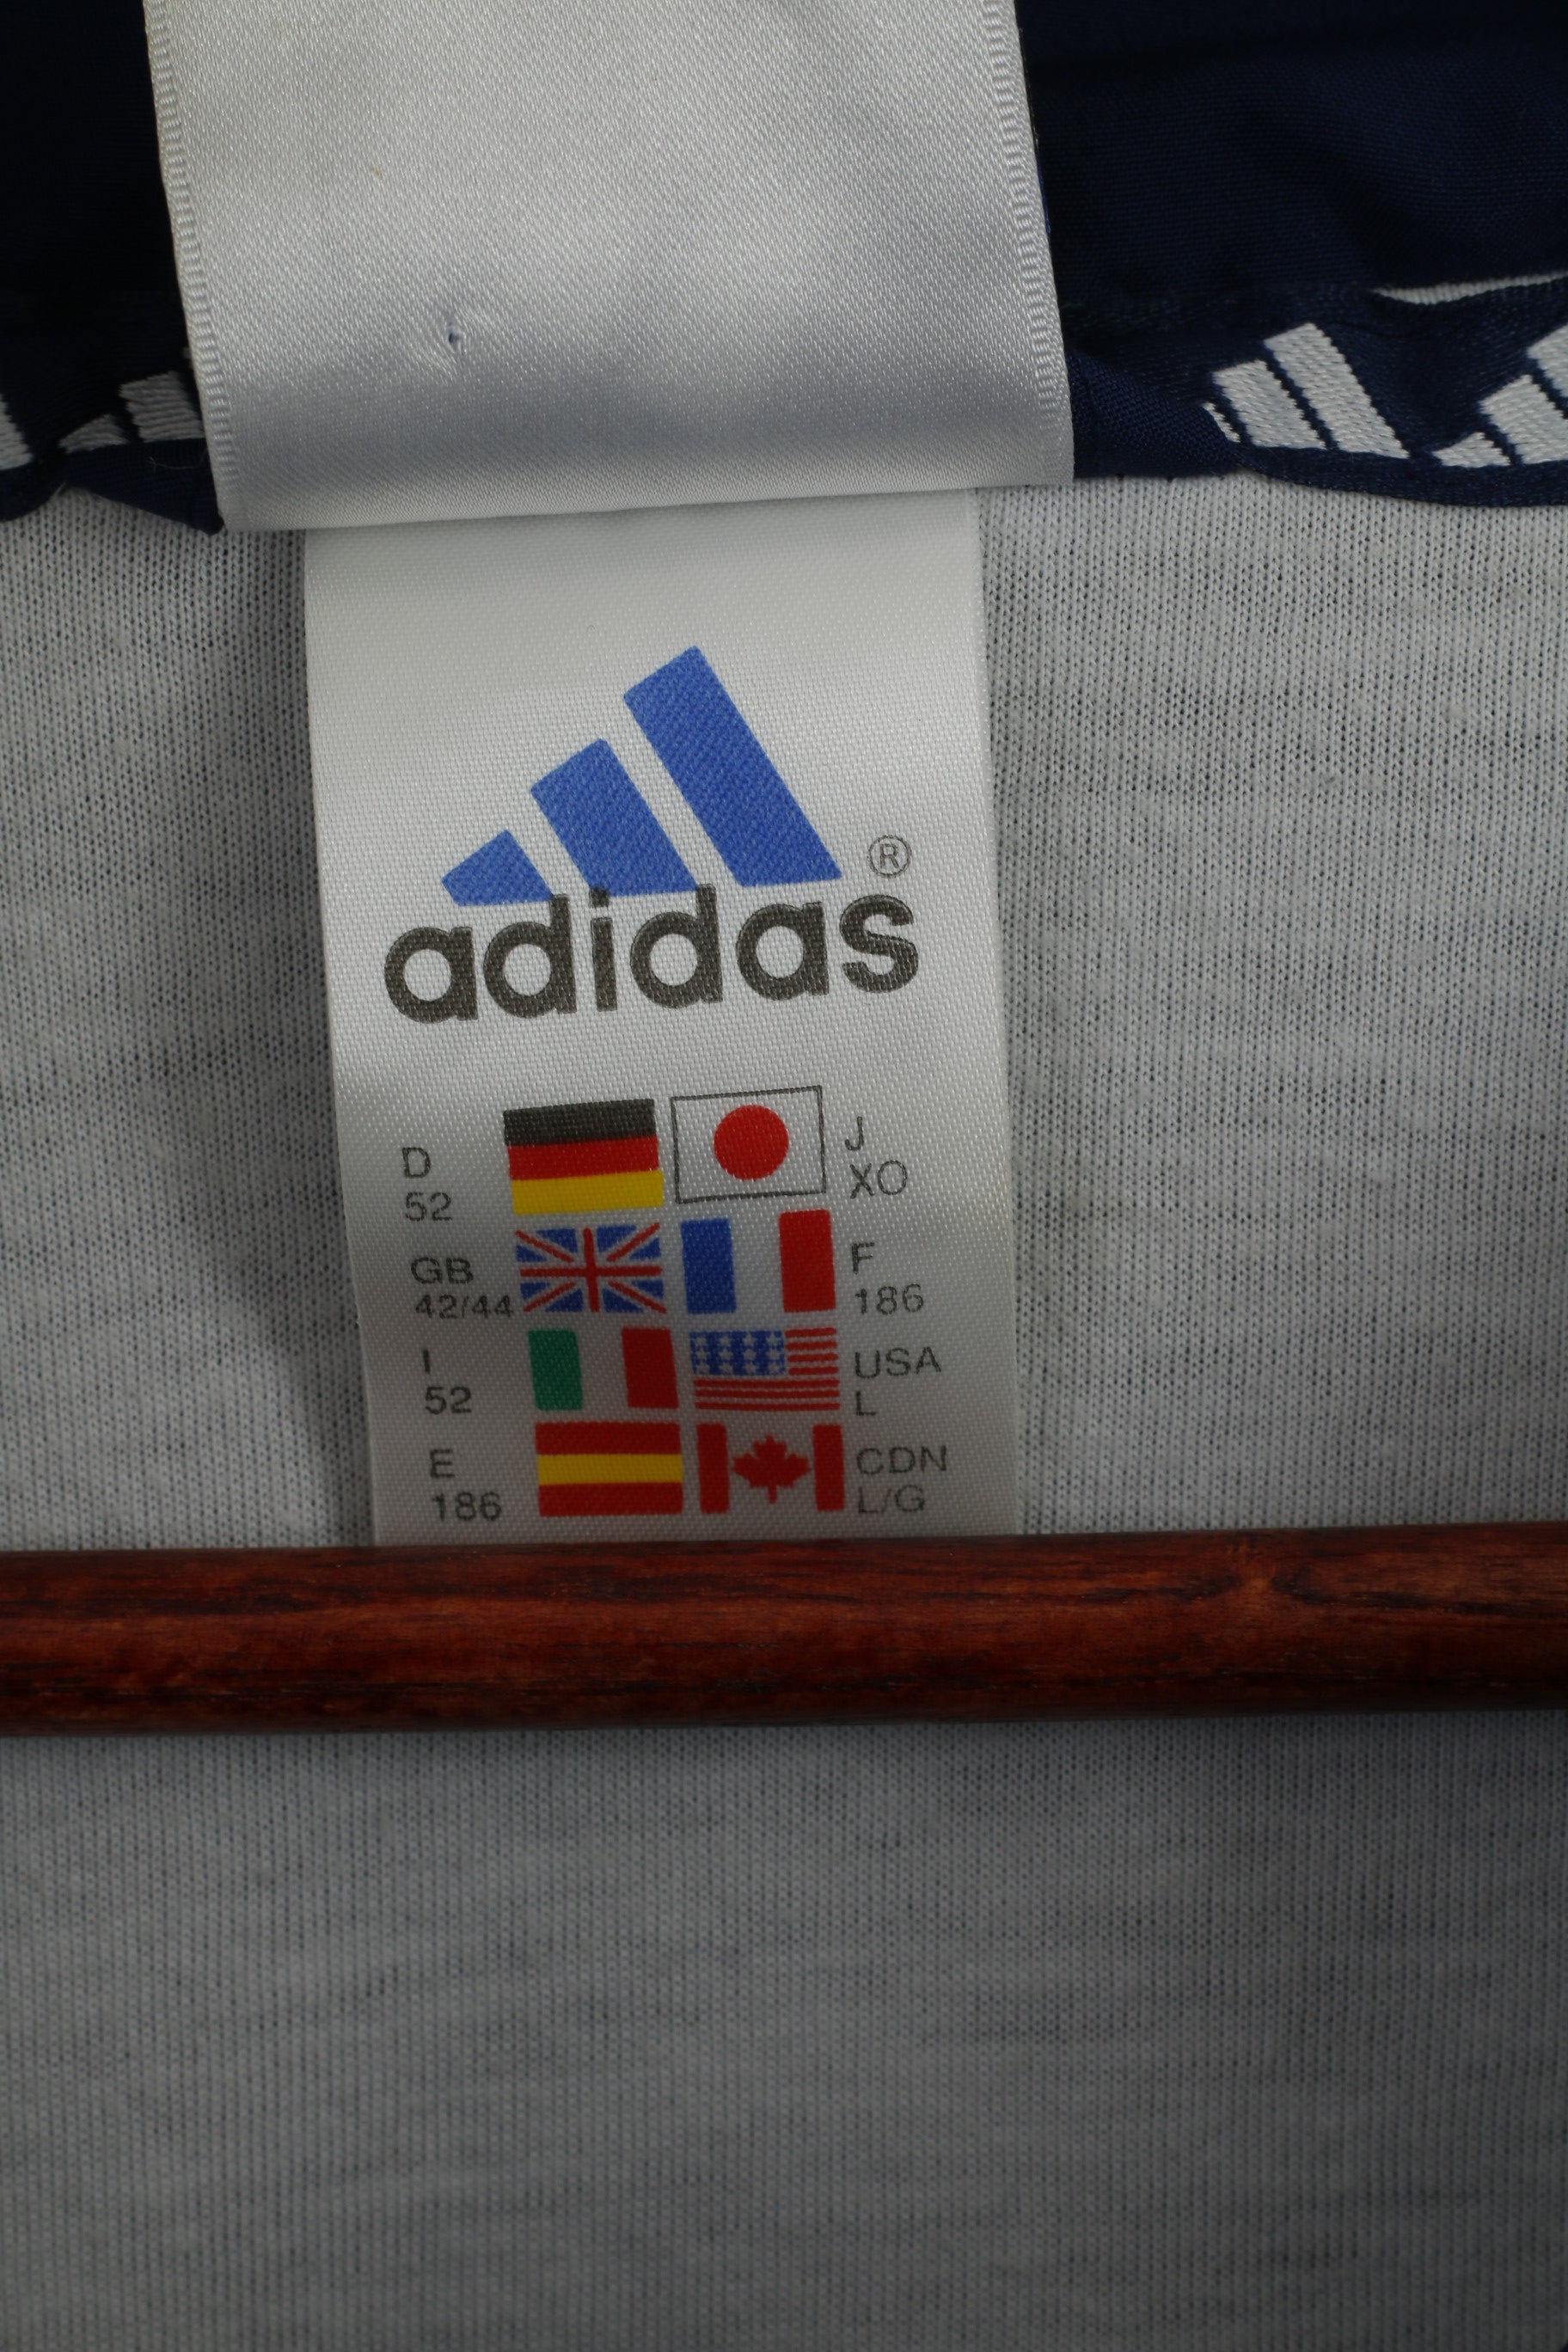 ®
adidas
D
52
J
XO
GB
42/44
F
186
I
52
USA
L
E
186
CDN
L/G